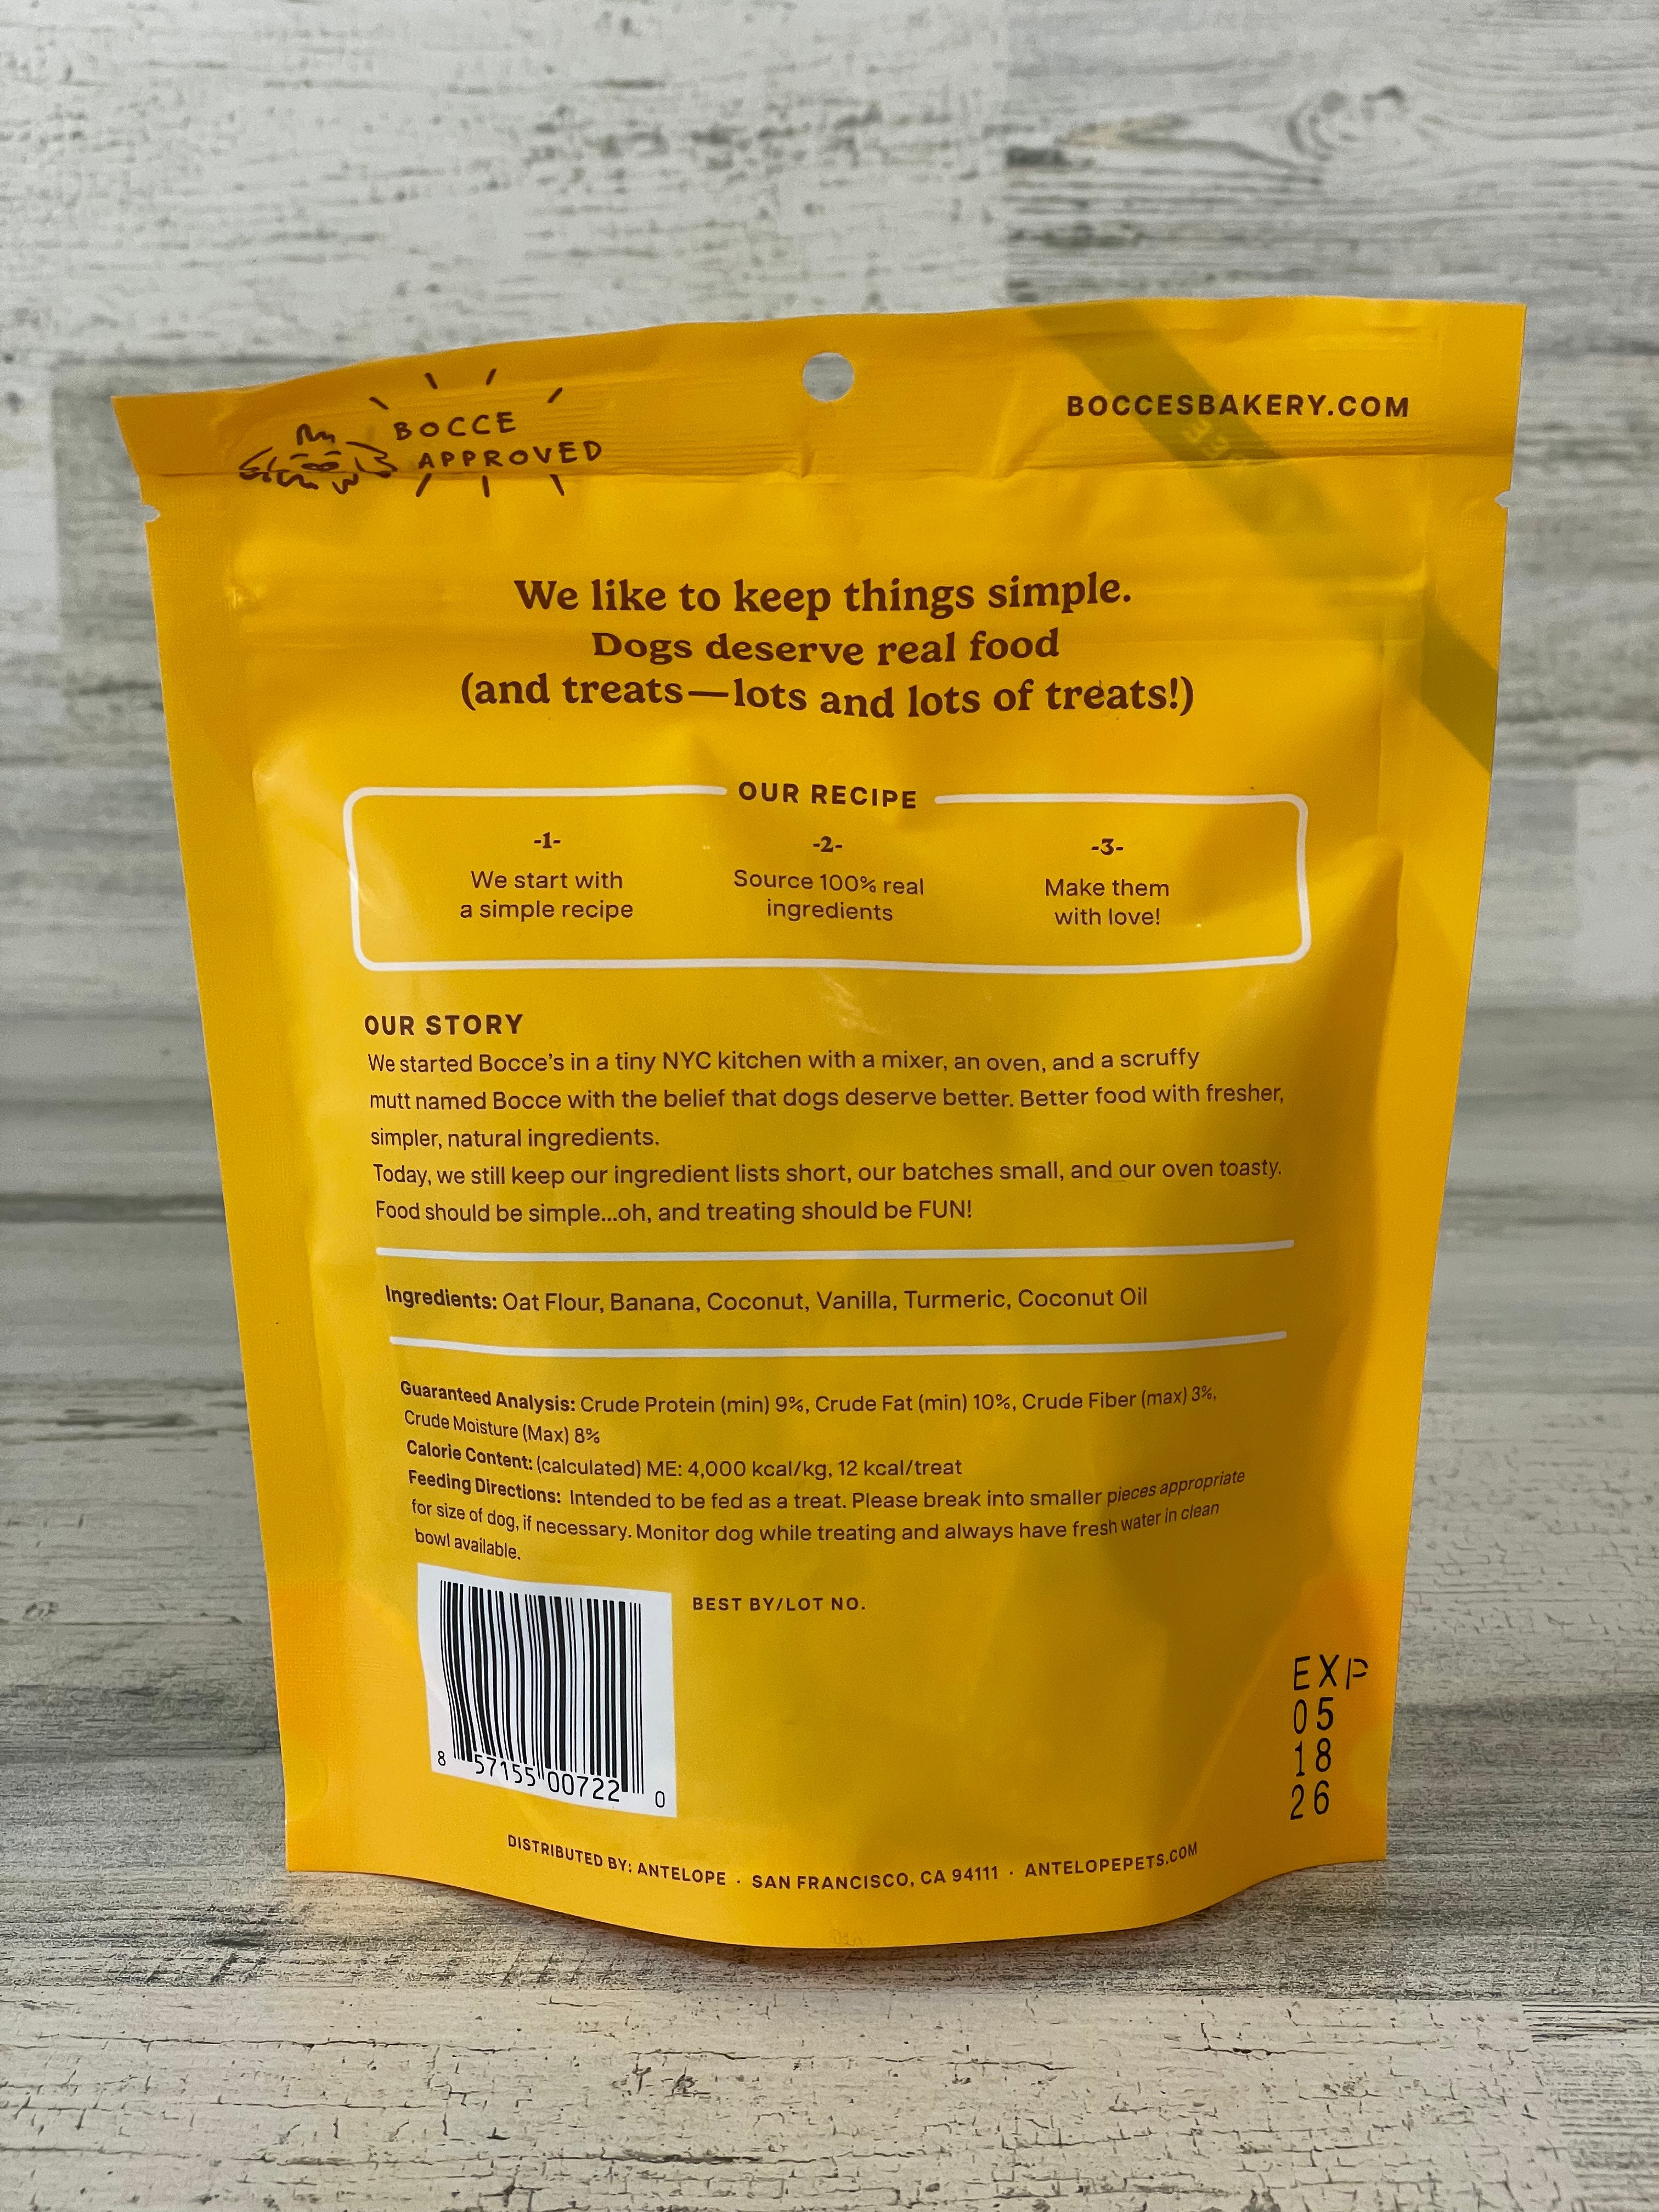 BOCCE
APPROVED
BOCCESBAKERY.COM
We like to keep things simple.
Dogs deserve real food
(and treats—lots and lots of treats!)
OUR RECIPE
-1-
We start with
a simple recipe
-2-
Source 100% real
ingredients
-3-
Make them
with love!
OUR STORY
We started Bocce's in a tiny NYC kitchen with a mixer, an oven, and a scruffy
mutt named Bocce with the belief that dogs deserve better. Better food with fresher,
simpler, natural ingredients.
Today, we still keep our ingredient lists short, our batches small, and our oven toasty.
Food should be simple...oh, and treating should be FUN!
Ingredients: Oat Flour, Banana, Coconut, Vanilla, Turmeric, Coconut Oil
Guaranteed Analysis: Crude Protein (min) 9%, Crude Fat (min) 10%, Crude Fiber (max) 3%,
Crude Moisture (Max) 8%
Calorie Content: (calculated) ME: 4,000 kcal/kg, 12 kcal/treat
Feeding Directions: Intended to be fed as a treat. Please break into smaller pieces appropriate
for size of dog, if necessary. Monitor dog while treating and always have fresh water in clean
bowl available.
BEST BY/LOT NO.
8 57155 00722 0
EXP
05
18
26
DISTRIBUTED BY: ANTELOPE · SAN FRANCISCO, CA 94111 · ANTELOPEPETS.COM